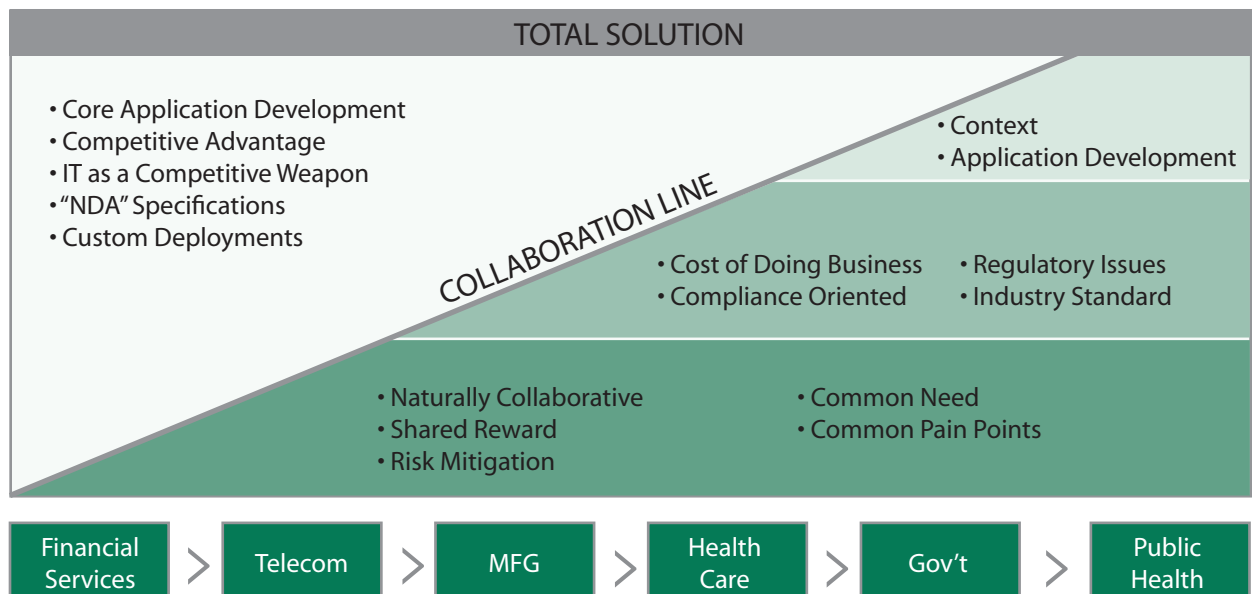 TOTAL SOLUTION
• Core Application Development
• Competitive Advantage
• IT as a Competitive Weapon
• “NDA” Specifications
• Custom Deployments
COLLABORATION LINE
• Context
• Application Development
• Cost of Doing Business
• Compliance Oriented
• Regulatory Issues
• Industry Standard
• Naturally Collaborative
• Shared Reward
• Risk Mitigation
• Common Need
• Common Pain Points
Financial
Services
>
Telecom
>
MFG
>
Health
Care
>
Gov’t
>
Public
Health